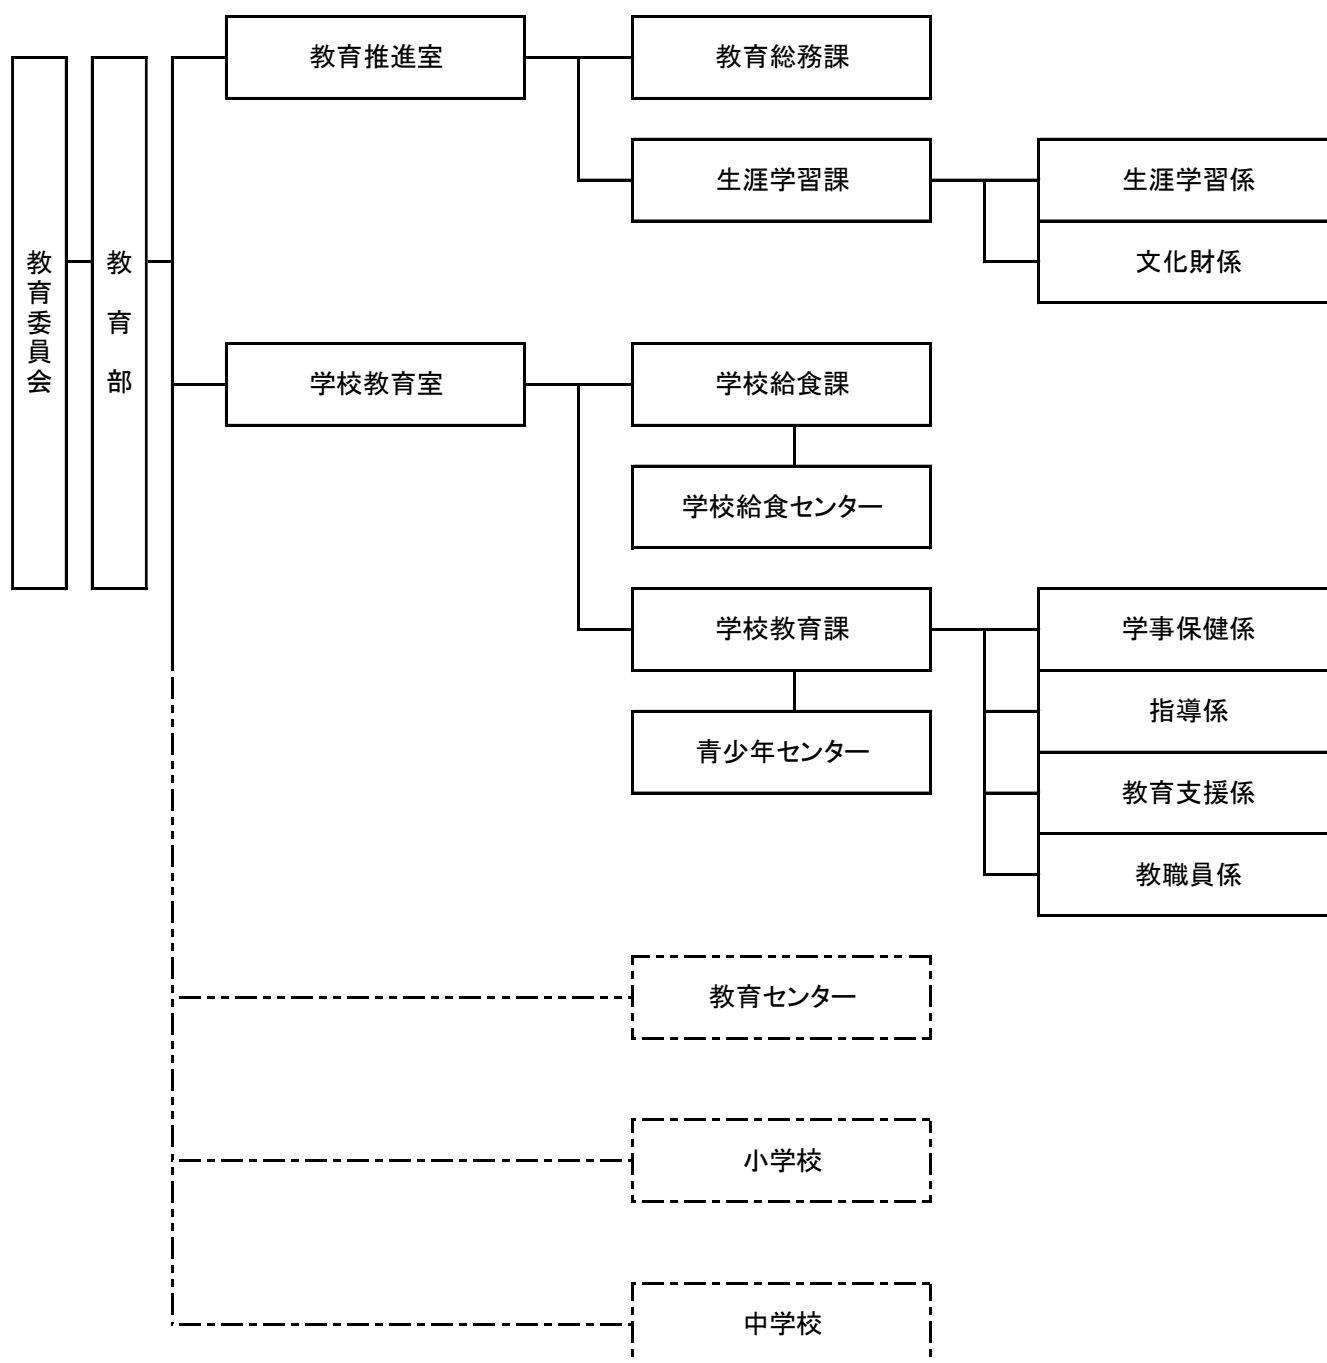 教育委員会
教育部
教育推進室
教育総務課
生涯学習課
生涯学習係
文化財係
学校教育室
学校給食課
学校給食センター
学校教育課
学事保健係
指導係
青少年センター
教育支援係
教職員係
教育センター
小学校
中学校